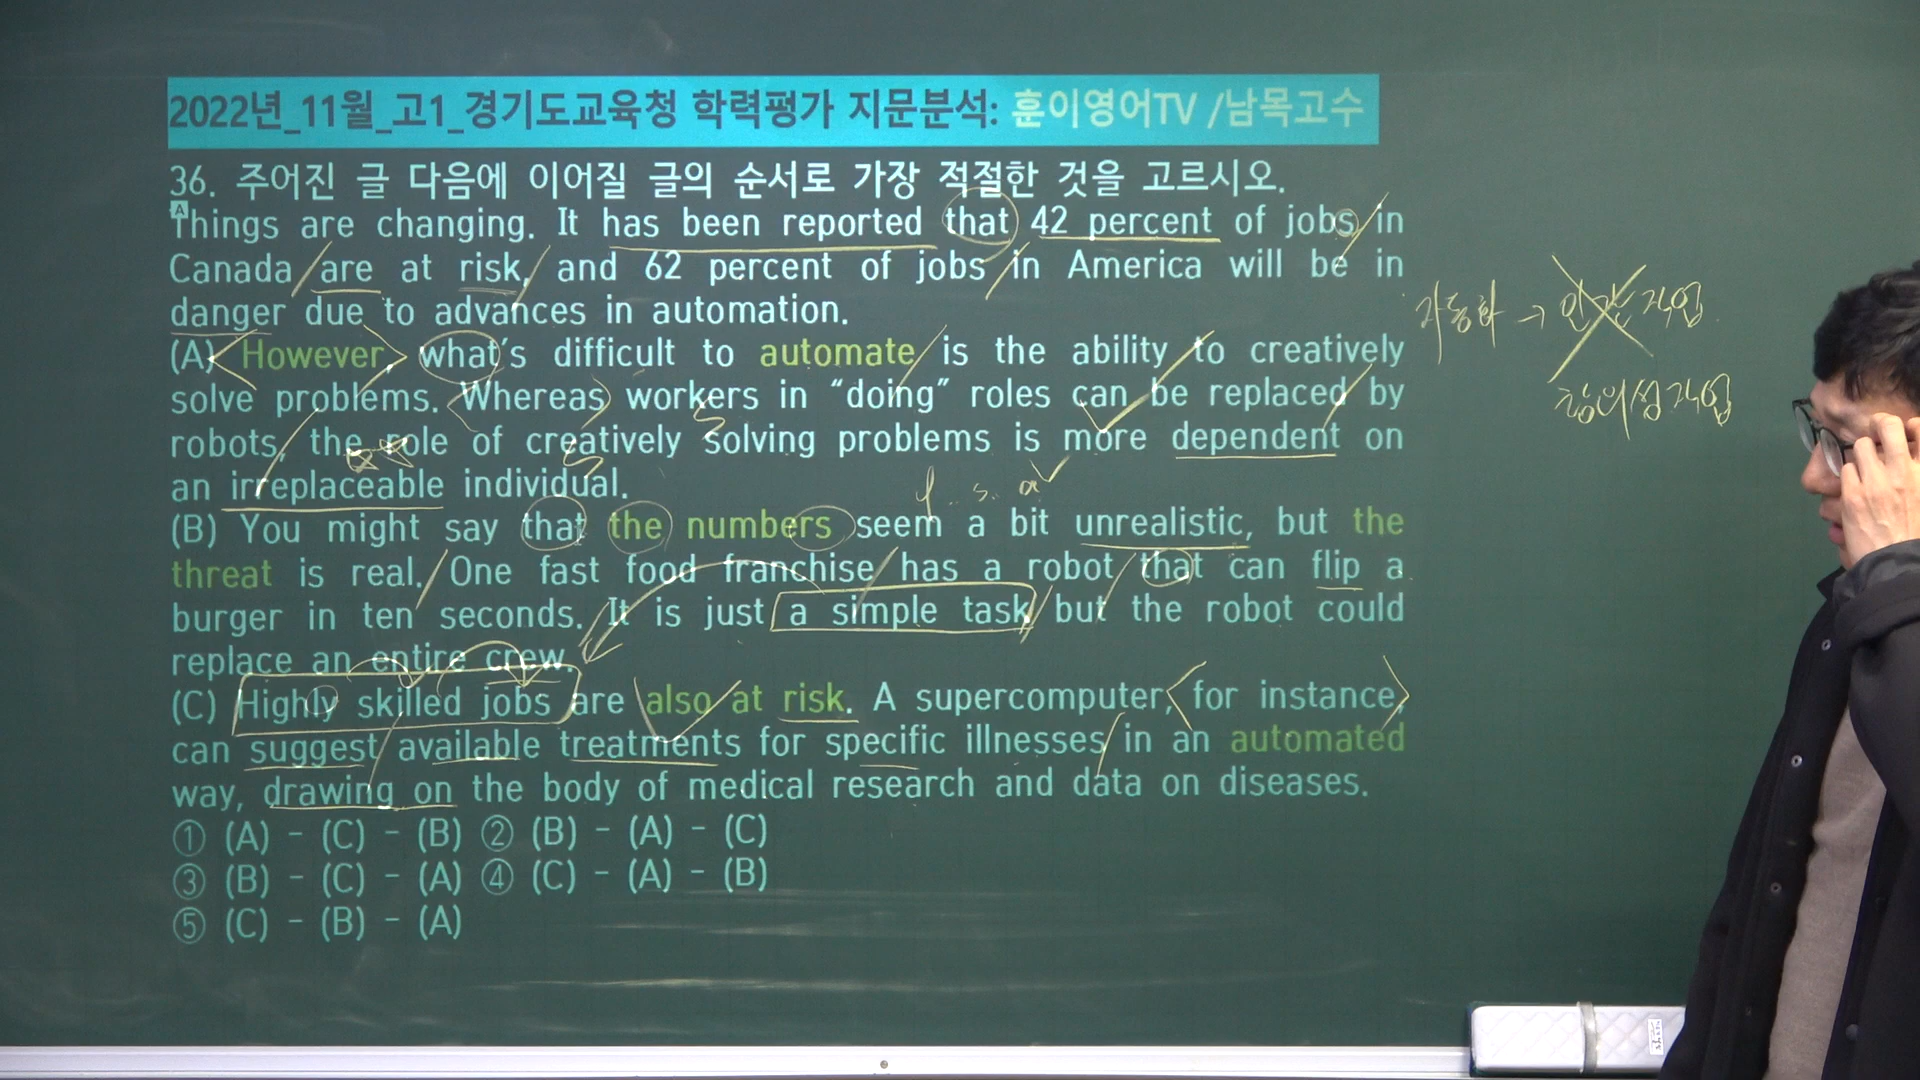 2022년_11월_고1_경기도교육청 학력평가 지문분석: 훈이영어TV /남목고수
36. 주어진 글 다음에 이어질 글의 순서로 가장 적절한 것을 고르시오.
A
Things are changing. It has been reported that 42 percent of jobs in
Canada are at risk, and 62 percent of jobs in America will be in
danger due to advances in automation.
(A) However, what's difficult to automate is the ability to creatively
solve problems. Whereas workers in “doing” roles can be replaced by
robots, the role of creatively solving problems is more dependent on
an irreplaceable individual.
(B) You might say that the numbers seem a bit unrealistic, but the
threat is real. One fast food franchise has a robot that can flip a
burger in ten seconds. It is just a simple task but the robot could
replace an entire crew.
(C) Highly skilled jobs are also at risk. A supercomputer, for instance,
can suggest available treatments for specific illnesses in an automated
way, drawing on the body of medical research and data on diseases.
① (A) - (C) - (B) ② (B) - (A) - (C)
③ (B) - (C) - (A) ④ (C) - (A) - (B)
⑤ (C) - (B) - (A)
자동화 → 인간 직업
창의성 직업